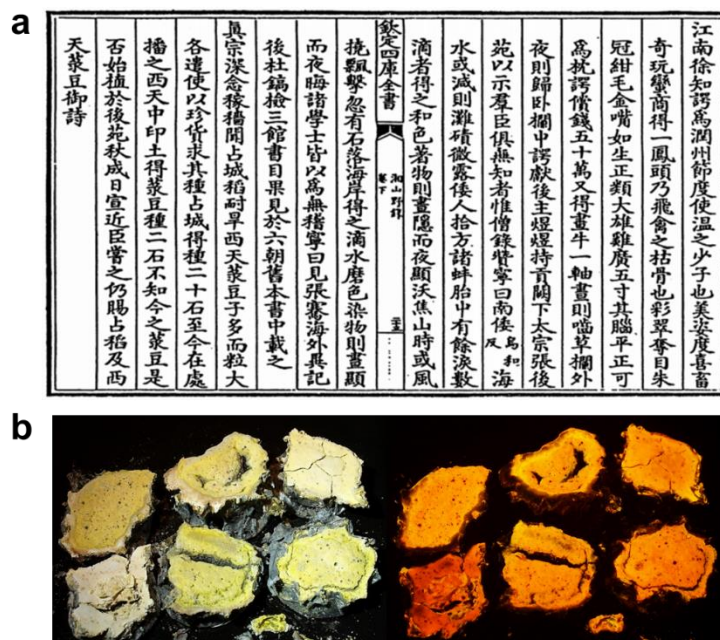 a
江南徐知諤為潤州節度使溫之少子也美姿度喜畜
奇玩蠻商得一鳳頭乃飛禽之枯骨也彩翠奪目朱
冠紺毛金嘴如生正類大雄雞廣五寸其腦平正可
為枕諤償錢五十萬又得畫牛一軸晝則囓草欄外
夜則歸卧欄中諤獻後主煜煜持貢闕下太宗張後
苑以示羣臣俱無知者惟僧錄贊寧曰南倭烏和反海
水或減則灘磧微露倭人拾方諸蚌胎中有餘淚數
滴者得之和色著物則晝隱而夜顯沃焦山時或風
欽定四庫全書
湘山野錄
卷下
撓飄擊忽有石落海岸得之滴水磨色染物則晝顯
而夜晦諸學士皆以為無稽寧曰見張騫海外異記
後杜鎬檢三館書目果見於六朝舊本書中載之
真宗深念稼穡聞占城稻耐旱西天菉豆子多而粒大
各遣使以珍貨求其種占城得種二十石至今在處
播之西天中印土得菉豆種二石不知今之菉豆是
否始植於後苑秋成日宣近臣嘗之仍賜占稻及西
天菉豆御詩
b